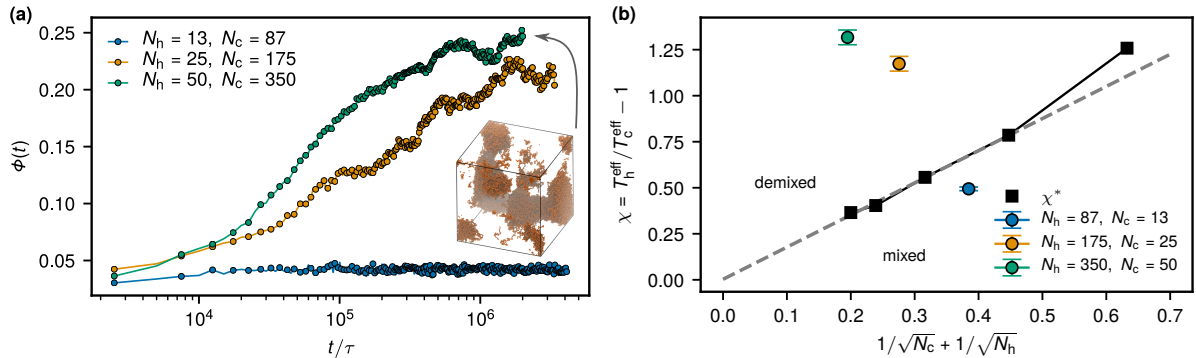 (a)
Φ(t)
0.25
0.20
0.15
0.10
0.05
N_h = 13, N_c = 87
N_h = 25, N_c = 175
N_h = 50, N_c = 350
10^4
10^5
10^6
t/τ
(b)
χ = T_h^eff/T_c^eff − 1
1.25
1.00
0.75
0.50
0.25
0.00
demixed
mixed
χ*
N_h = 87, N_c = 13
N_h = 175, N_c = 25
N_h = 350, N_c = 50
0.0 0.1 0.2 0.3 0.4 0.5 0.6 0.7
1/√N_c + 1/√N_h